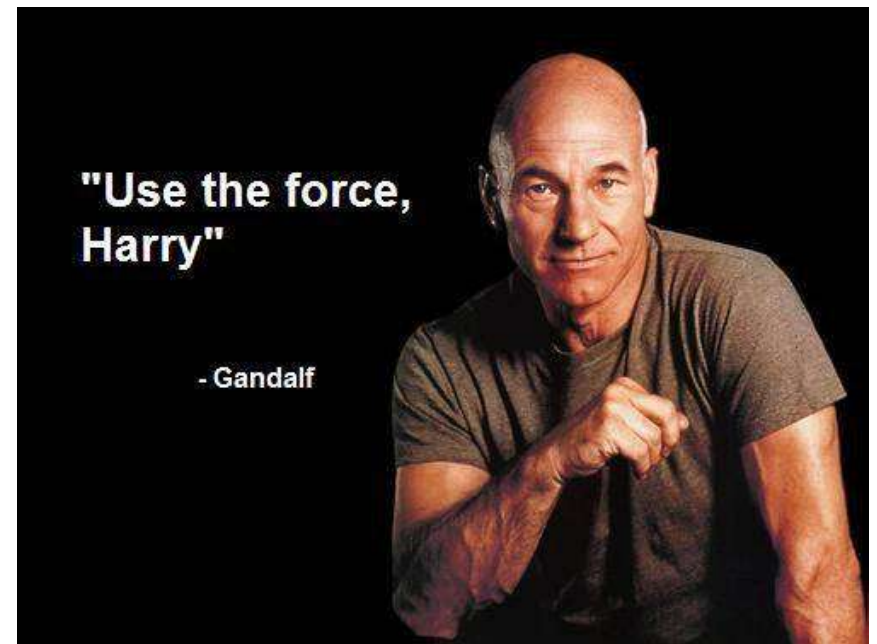 "Use the force,
Harry"
- Gandalf